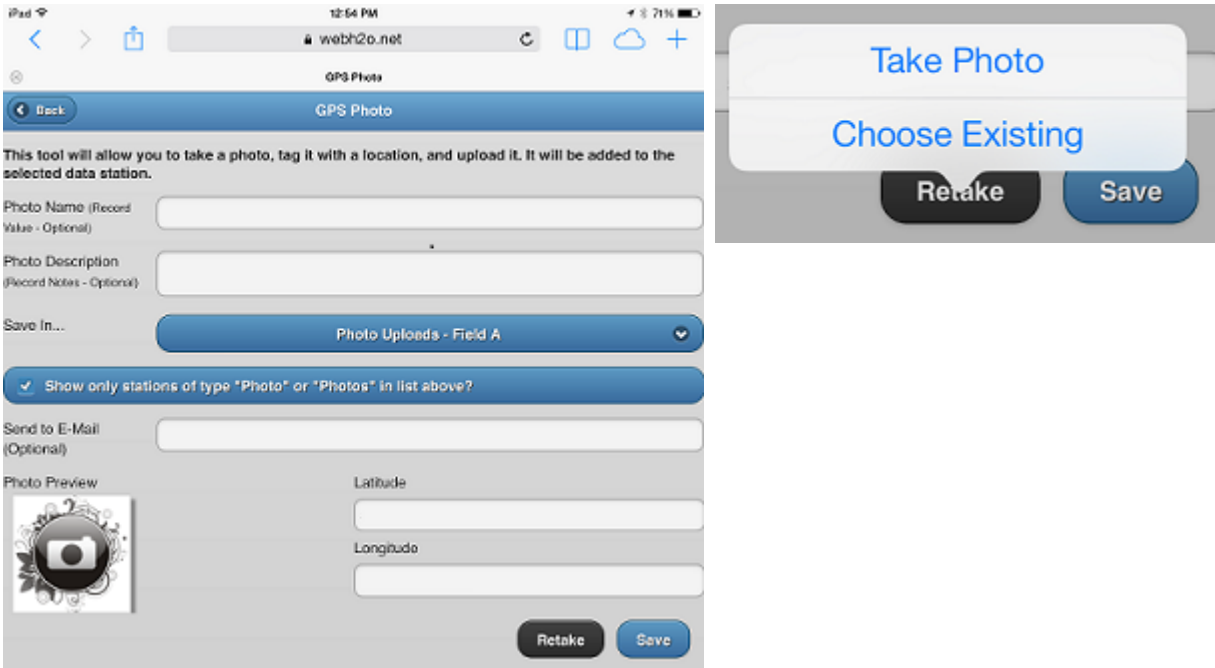 iPad 12:54 PM 71%
webh2o.net
GPS Photo
Back GPS Photo
This tool will allow you to take a photo, tag it with a location, and upload it. It will be added to the
selected data station.
Photo Name (Record
Value - Optional)
Photo Description
(Record Notes - Optional)
Save In... Photo Uploads - Field A
Show only stations of type "Photo" or "Photos" in list above?
Send to E-Mail
(Optional)
Photo Preview Latitude
Longitude
Retake Save
Take Photo
Choose Existing
Retake Save